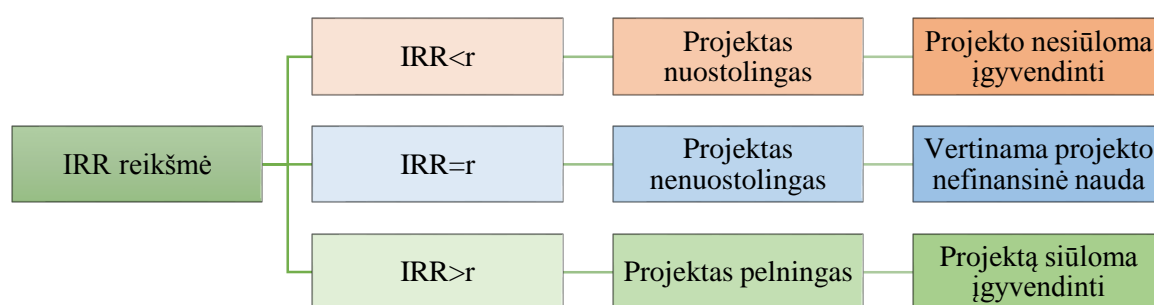 IRR reikšmė
IRR<r
Projektas
nuostolingas
Projekto nesiūloma
įgyvendinti
IRR=r
Projektas
nenuostolingas
Vertinama projekto
nefinansinė nauda
IRR>r
Projektas pelningas
Projektą siūloma
įgyvendinti